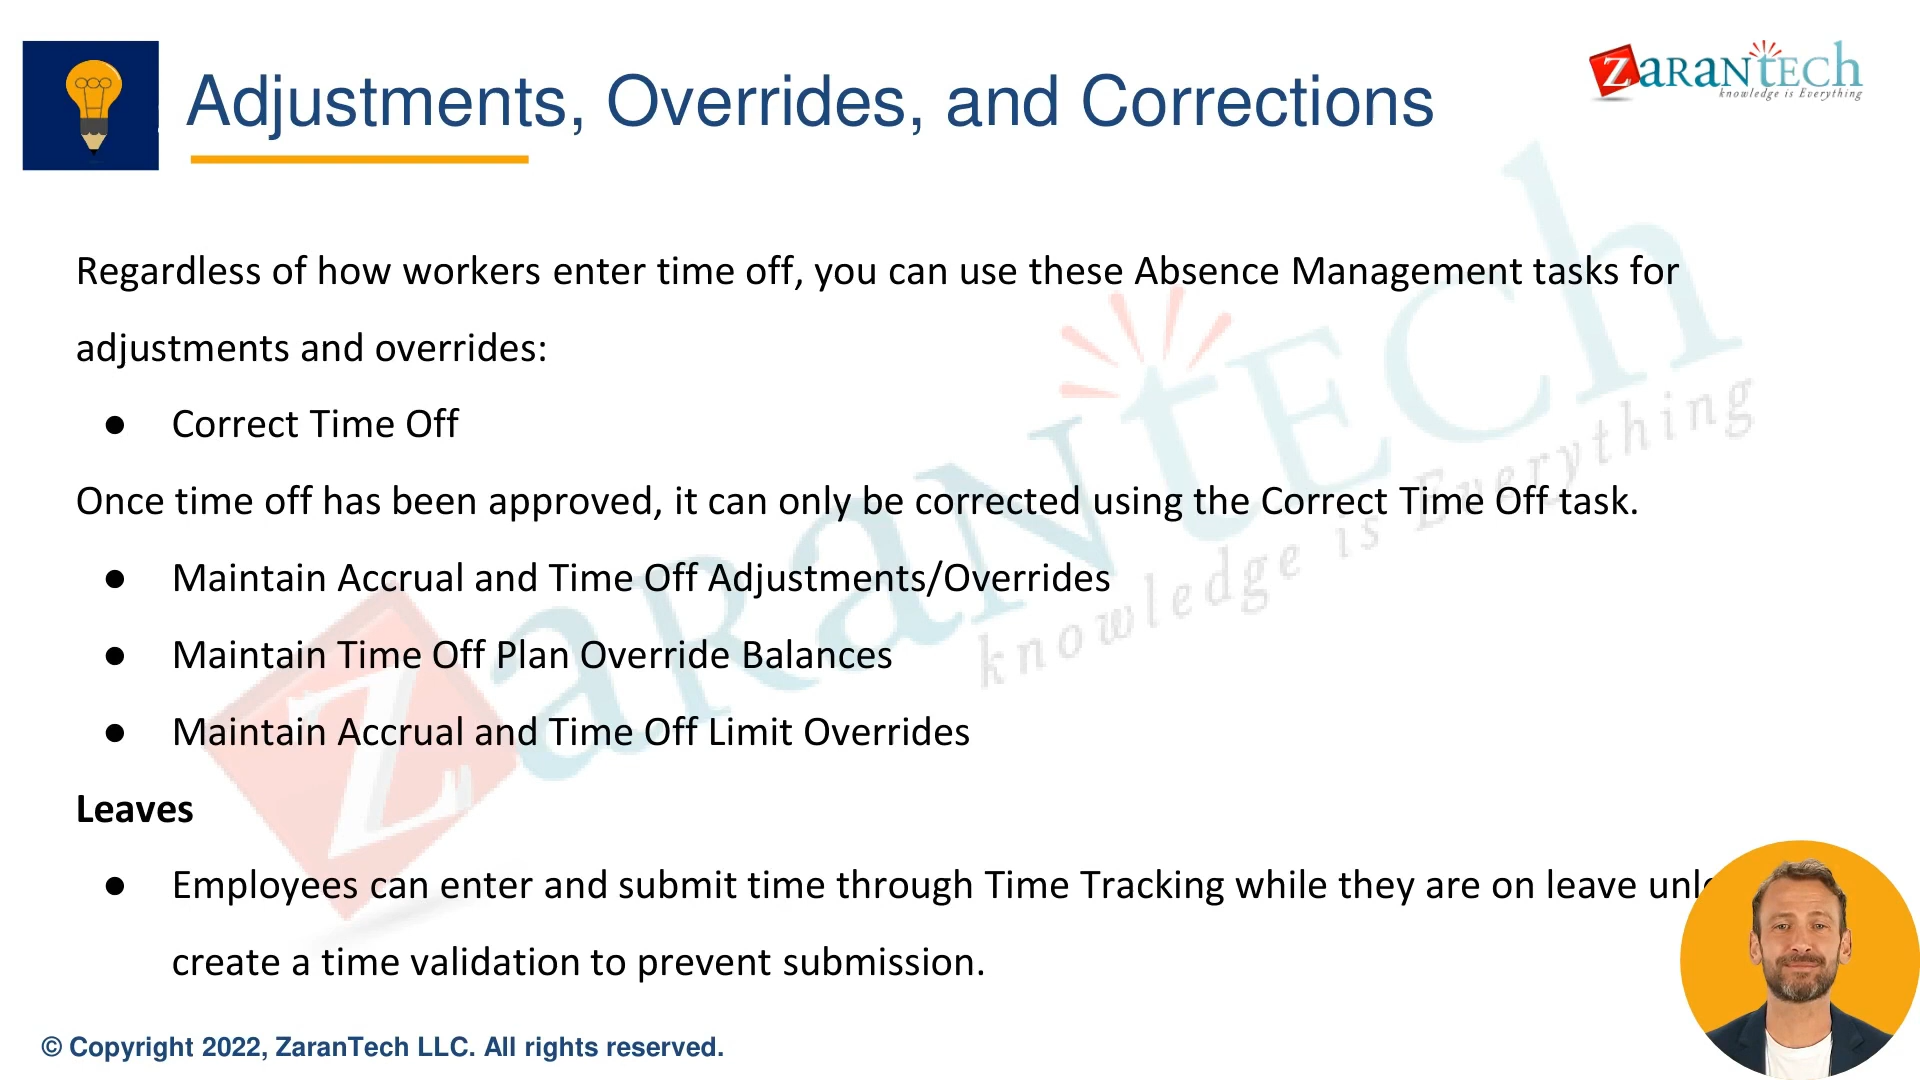 Adjustments, Overrides, and Corrections
ZaranTech
knowledge is Everything
Regardless of how workers enter time off, you can use these Absence Management tasks for
adjustments and overrides:
● Correct Time Off
Once time off has been approved, it can only be corrected using the Correct Time Off task.
● Maintain Accrual and Time Off Adjustments/Overrides
● Maintain Time Off Plan Override Balances
● Maintain Accrual and Time Off Limit Overrides
Leaves
● Employees can enter and submit time through Time Tracking while they are on leave
create a time validation to prevent submission.
ZaranTech
knowledge is Everything
© Copyright 2022, ZaranTech LLC. All rights reserved.